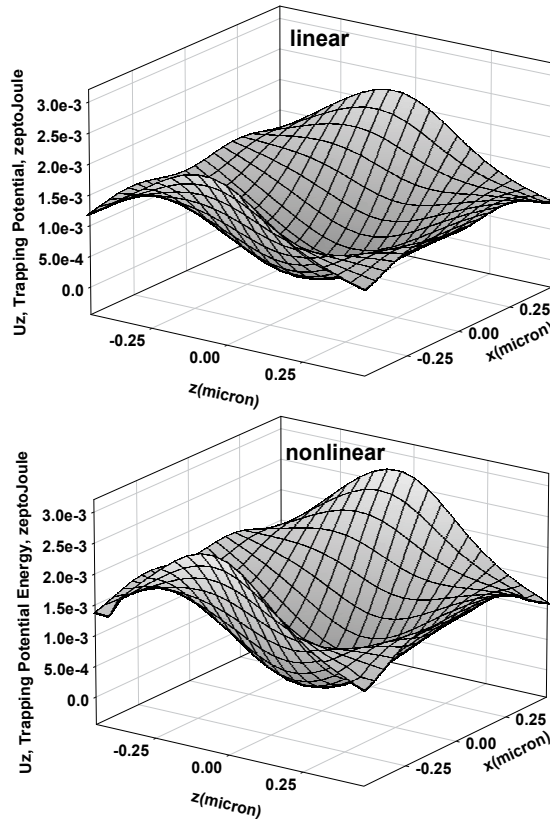 linear
Uz, Trapping Potential, zeptoJoule
3.0e-3
2.5e-3
2.0e-3
1.5e-3
1.0e-3
5.0e-4
0.0
-0.25
0.00
0.25
z(micron)
-0.25
0.00
0.25
x(micron)
nonlinear
Uz, Trapping Potential Energy, zeptoJoule
3.0e-3
2.5e-3
2.0e-3
1.5e-3
1.0e-3
5.0e-4
0.0
-0.25
0.00
0.25
z(micron)
-0.25
0.00
0.25
x(micron)